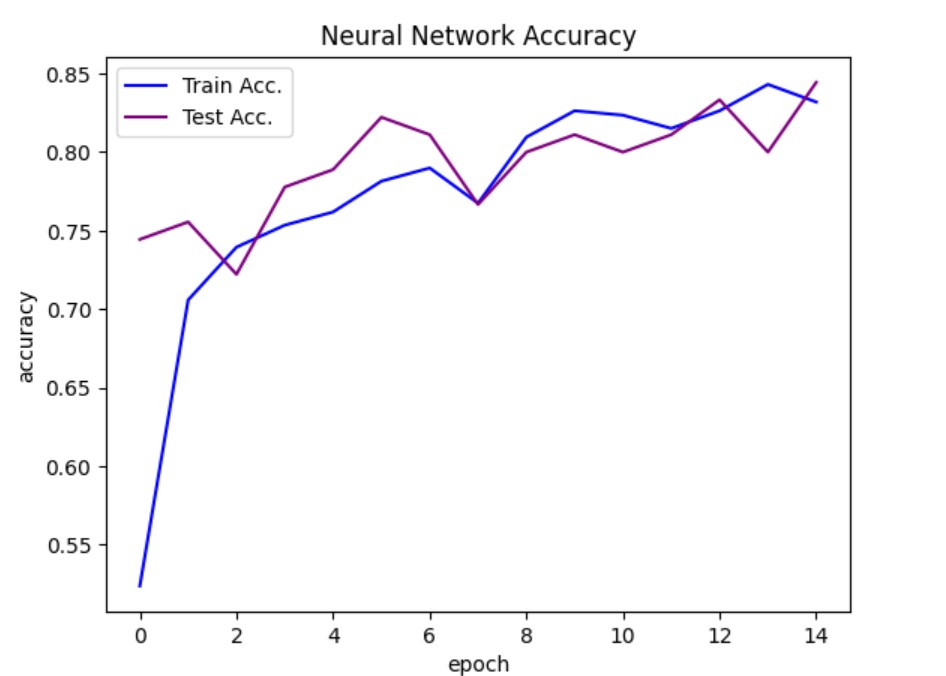 Neural Network Accuracy
Train Acc.
Test Acc.
accuracy
0.85
0.80
0.75
0.70
0.65
0.60
0.55
0 2 4 6 8 10 12 14
epoch